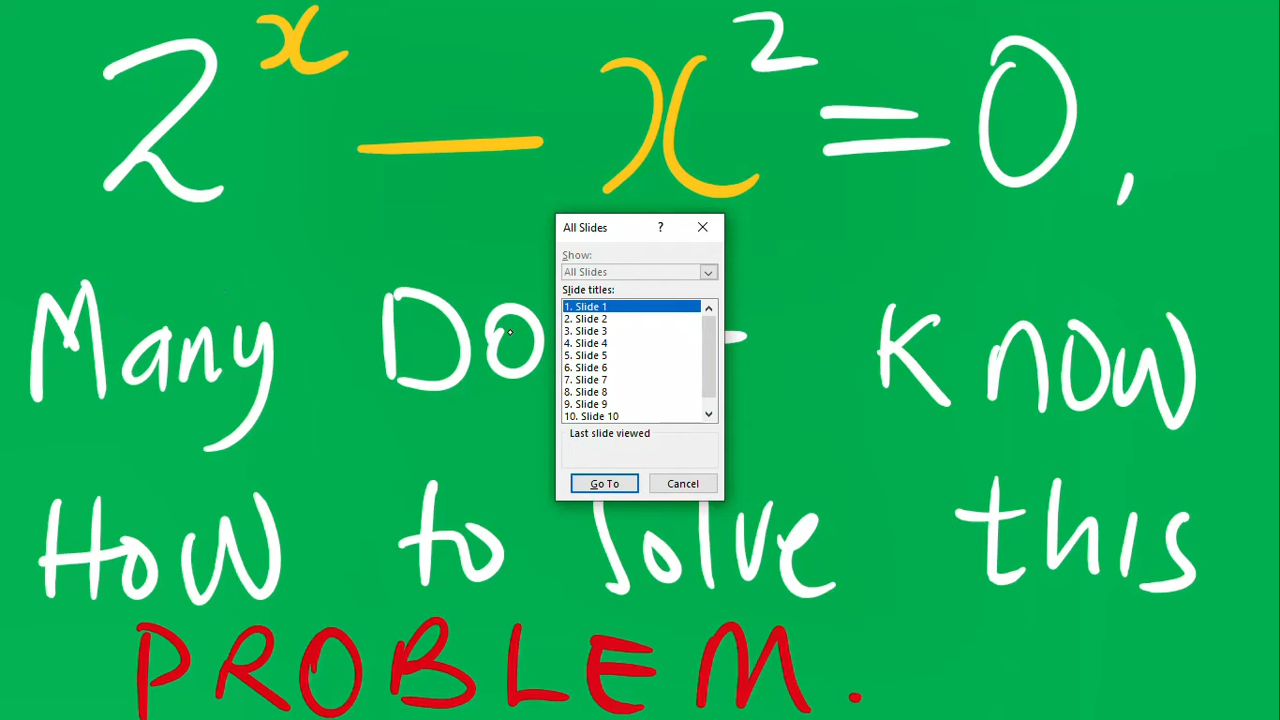 2^x — x^2 = 0,
All Slides ?
Show:
All Slides
Slide titles:
1. Slide 1
2. Slide 2
3. Slide 3
4. Slide 4
5. Slide 5
6. Slide 6
7. Slide 7
8. Slide 8
9. Slide 9
10. Slide 10
Last slide viewed
Go To Cancel
Many Know
How to solve this
PROBLEM.